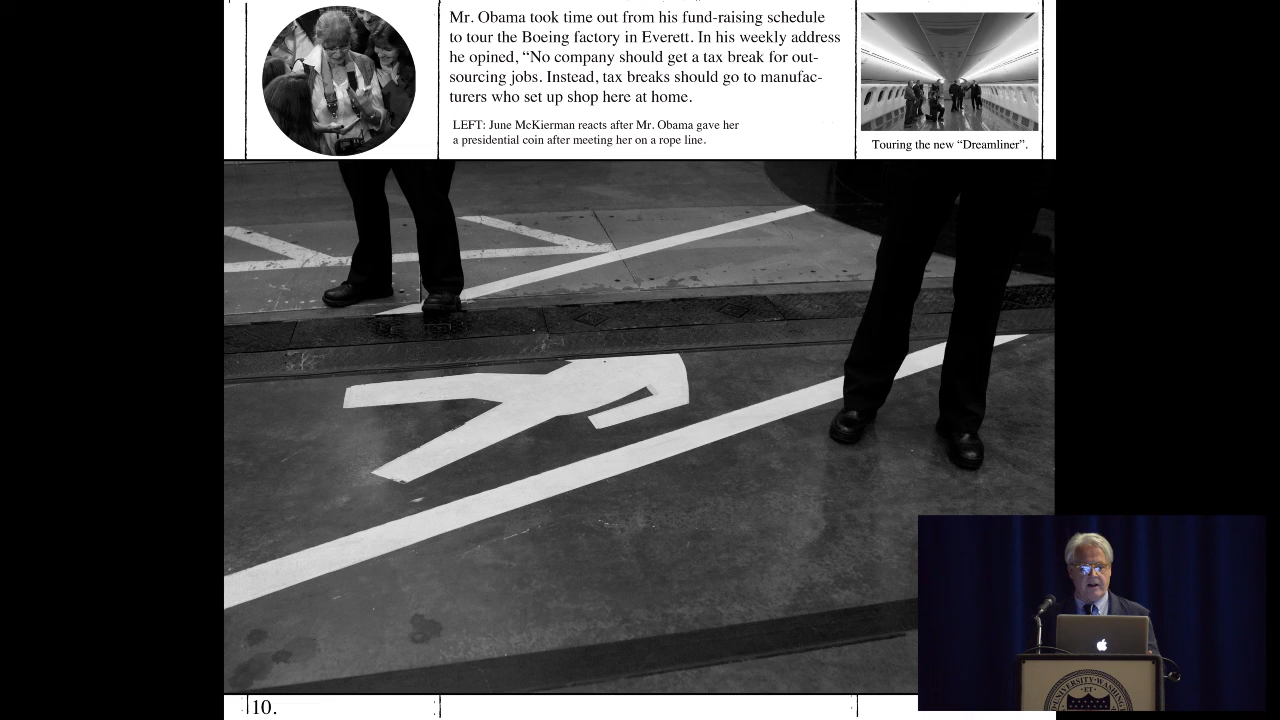 Mr. Obama took time out from his fund-raising schedule
to tour the Boeing factory in Everett. In his weekly address
he opined, “No company should get a tax break for out-
sourcing jobs. Instead, tax breaks should go to manufac-
turers who set up shop here at home.
LEFT: June McKierman reacts after Mr. Obama gave her
a presidential coin after meeting her on a rope line.
Touring the new “Dreamliner”.
10.
UNIVERSITY
WASHING
ET